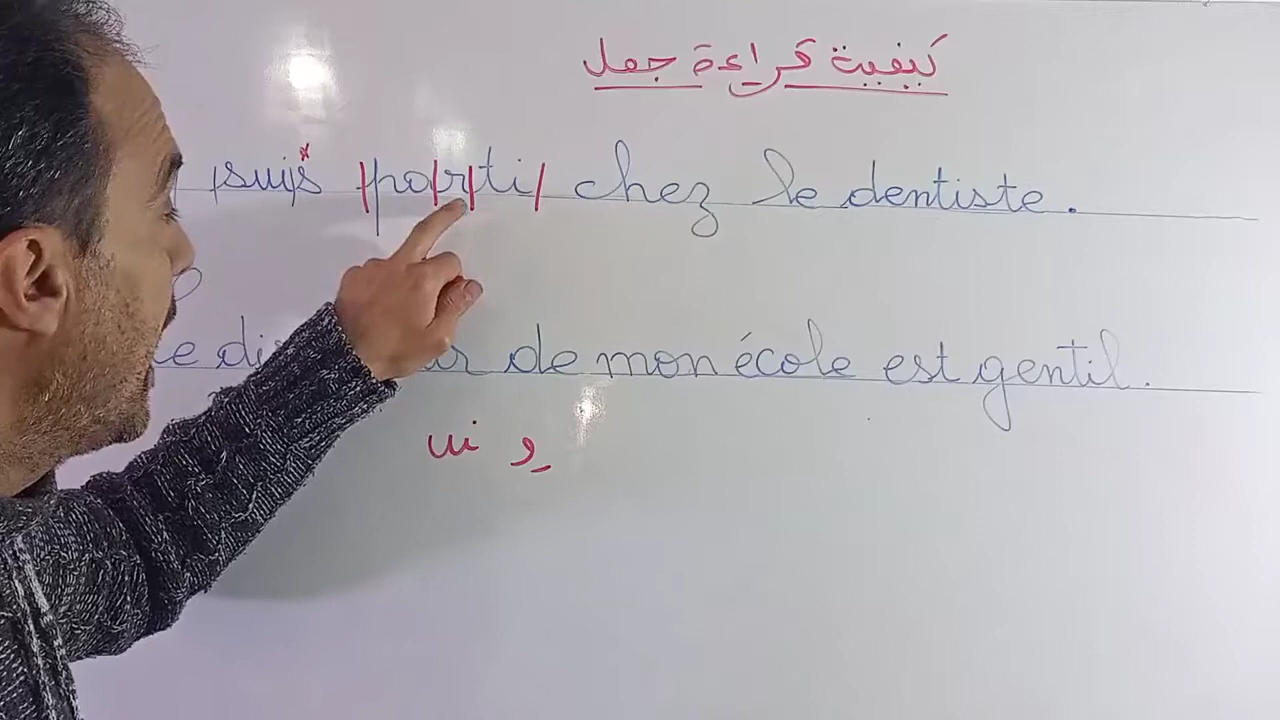 كيفية قراءة جمل
suis parti chez le dentiste.
de mon école est gentil.
ui وِ